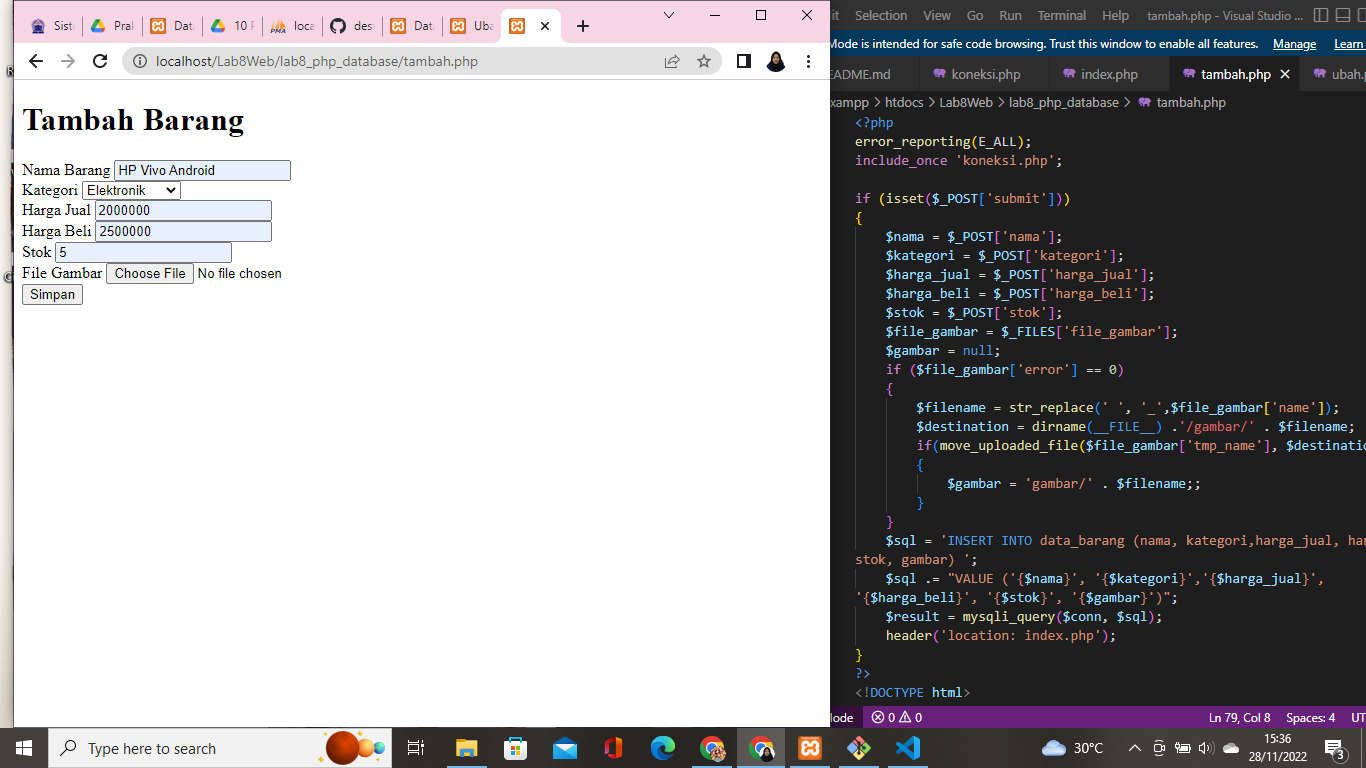 Sist
Prak
Data
10 P
loca
desi
Data
Uba
localhost/Lab8Web/lab8_php_database/tambah.php
Tambah Barang
Nama Barang HP Vivo Android
Kategori Elektronik
Harga Jual 2000000
Harga Beli 2500000
Stok 5
File Gambar Choose File No file chosen
Simpan
it Selection View Go Run Terminal Help tambah.php - Visual Studio ...
Mode is intended for safe code browsing. Trust this window to enable all features. Manage Learn
EADME.md koneksi.php index.php tambah.php ubah.p
xampp > htdocs > Lab8Web > lab8_php_database > tambah.php
<?php
error_reporting(E_ALL);
include_once 'koneksi.php';
if (isset($_POST['submit']))
{
$nama = $_POST['nama'];
$kategori = $_POST['kategori'];
$harga_jual = $_POST['harga_jual'];
$harga_beli = $_POST['harga_beli'];
$stok = $_POST['stok'];
$file_gambar = $_FILES['file_gambar'];
$gambar = null;
if ($file_gambar['error'] == 0)
{
$filename = str_replace(' ', '_',$file_gambar['name']);
$destination = dirname(__FILE__) .'/gambar/' . $filename;
if(move_uploaded_file($file_gambar['tmp_name'], $destinatio
{
$gambar = 'gambar/' . $filename;;
}
}
$sql = 'INSERT INTO data_barang (nama, kategori,harga_jual, har
stok, gambar) ';
$sql .= "VALUE ('{$nama}', '{$kategori}','{$harga_jual}',
'{$harga_beli}', '{$stok}', '{$gambar}')";
$result = mysqli_query($conn, $sql);
header('location: index.php');
}
?>
<!DOCTYPE html>
lode 0 0 Ln 79, Col 8 Spaces: 4 UT
Type here to search
30°C
15:36
28/11/2022
3